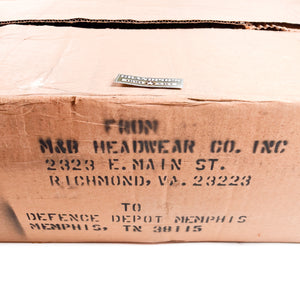 FROM
M&B HEADWEAR CO. INC
2323 E. MAIN ST.
RICHMOND, VA. 23223
TO
DEFENCE DEPOT MEMPHIS
MEMPHIS, TN 38115